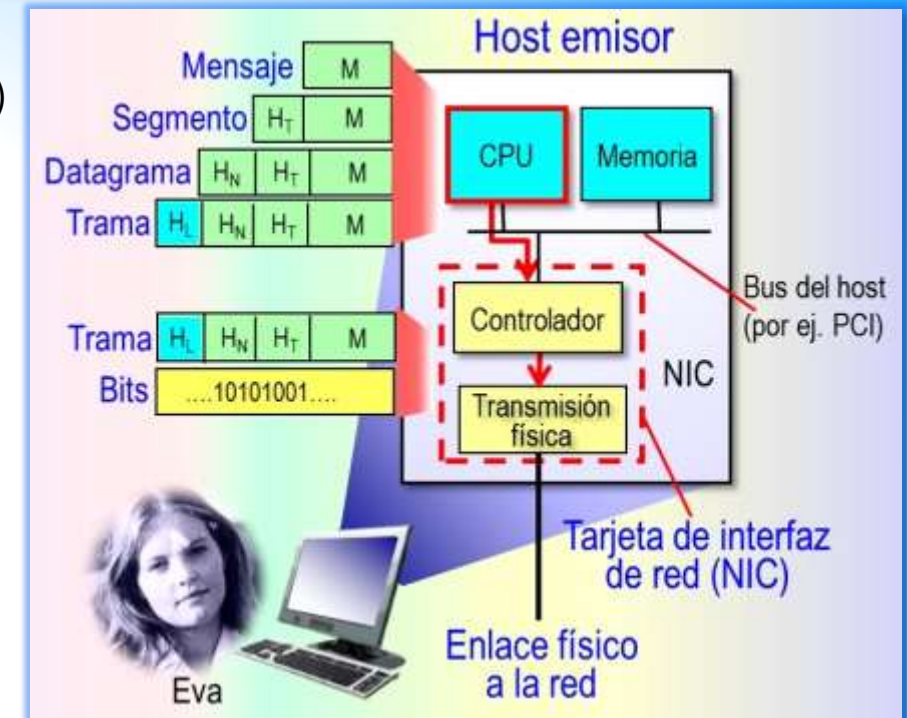 )
Host emisor
Mensaje M
Segmento HT M
Datagrama HN HT M
Trama HL HN HT M
CPU
Memoria
Bus del host
(por ej. PCI)
Controlador
NIC
Trama HL HN HT M
Bits ....10101001....
Transmisión
física
Tarjeta de interfaz
de red (NIC)
Enlace físico
a la red
Eva